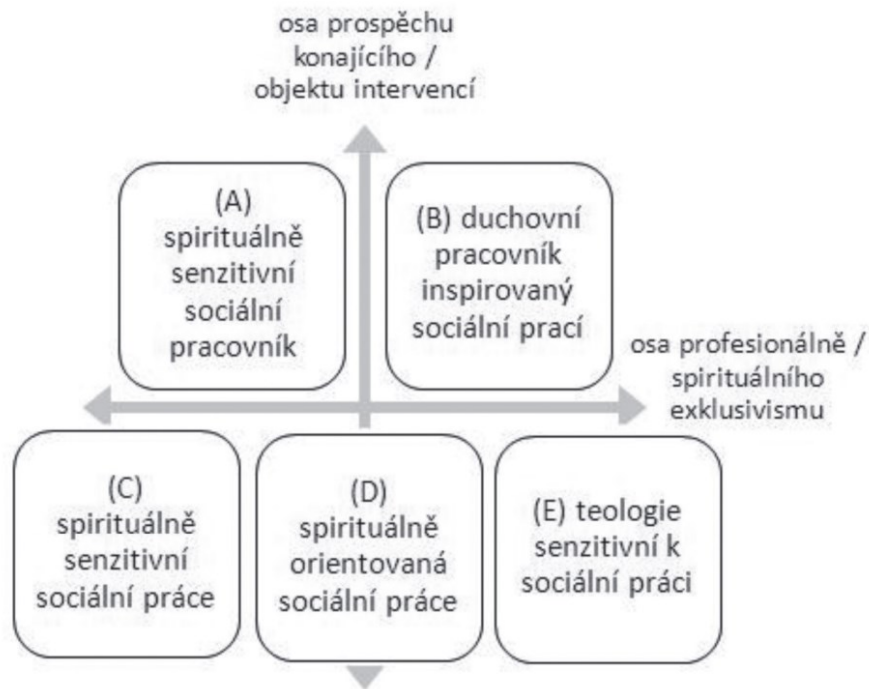 osa prospěchu
konajícího /
objektu intervencí
(A)
spirituálně
senzitivní
sociální
pracovník
(B) duchovní
pracovník
inspirovaný
sociální prací
osa profesionálně /
spirituálního
exklusivismu
(C)
spirituálně
senzitivní
sociální práce
(D)
spirituálně
orientovaná
sociální práce
(E) teologie
senzitivní k
sociální práci